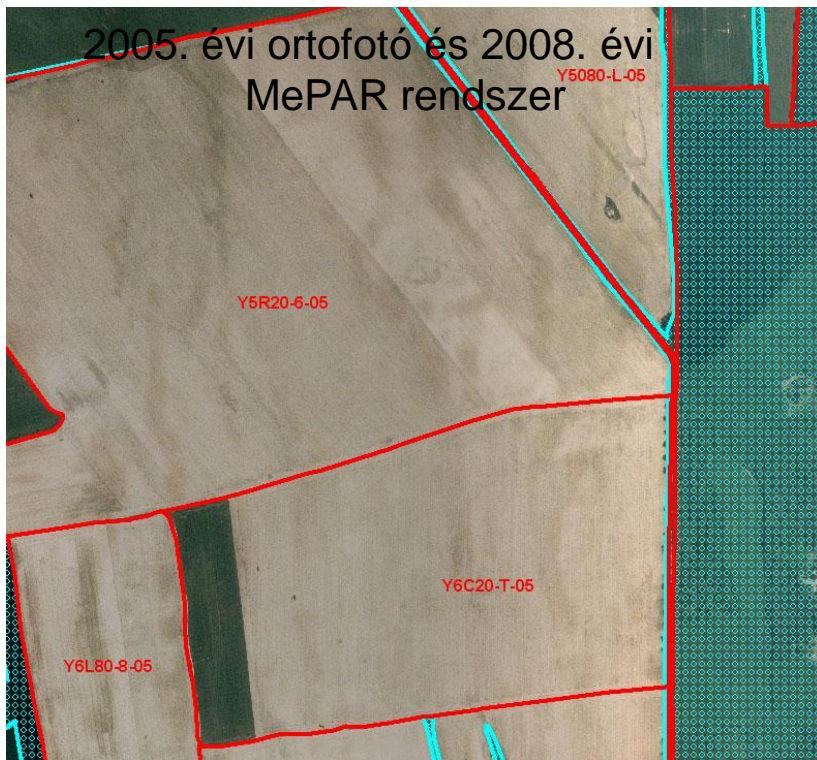 2005. évi ortofotó és 2008. évi
MePAR rendszer
Y5080-L-05
Y5R20-6-05
Y6C20-T-05
Y6L80-8-05